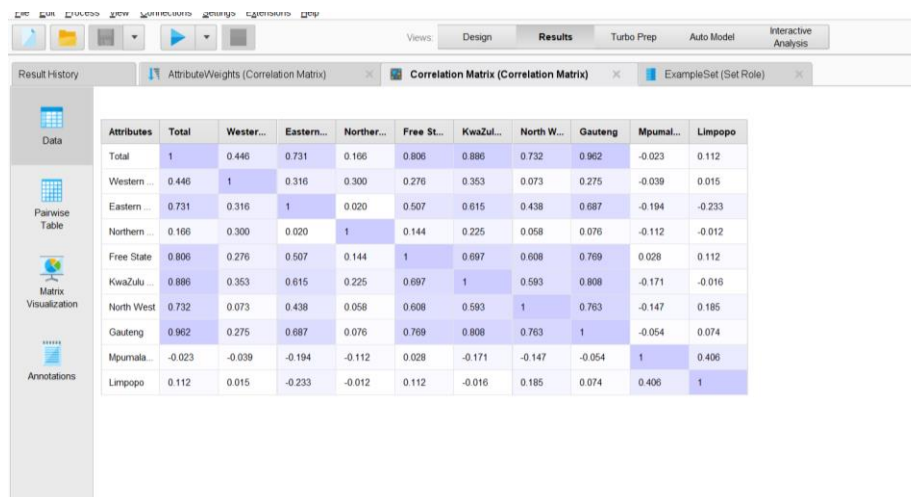 File Edit Process View Connections Settings Extensions Help
Views: Design Results Turbo Prep Auto Model Interactive Analysis
Result History AttributeWeights (Correlation Matrix) Correlation Matrix (Correlation Matrix) ExampleSet (Set Role)
Data
Pairwise Table
Matrix Visualization
Annotations
Attributes Total Wester... Eastern... Norther... Free St... KwaZul... North W... Gauteng Mpumal... Limpopo
Total 1 0.446 0.731 0.166 0.806 0.886 0.732 0.962 -0.023 0.112
Western ... 0.446 1 0.316 0.300 0.276 0.353 0.073 0.275 -0.039 0.015
Eastern ... 0.731 0.316 1 0.020 0.507 0.615 0.438 0.687 -0.194 -0.233
Northern ... 0.166 0.300 0.020 1 0.144 0.225 0.058 0.076 -0.112 -0.012
Free State 0.806 0.276 0.507 0.144 1 0.697 0.608 0.769 0.028 0.112
KwaZulu ... 0.886 0.353 0.615 0.225 0.697 1 0.593 0.808 -0.171 -0.016
North West 0.732 0.073 0.438 0.058 0.608 0.593 1 0.763 -0.147 0.185
Gauteng 0.962 0.275 0.687 0.076 0.769 0.808 0.763 1 -0.054 0.074
Mpumala... -0.023 -0.039 -0.194 -0.112 0.028 -0.171 -0.147 -0.054 1 0.406
Limpopo 0.112 0.015 -0.233 -0.012 0.112 -0.016 0.185 0.074 0.406 1